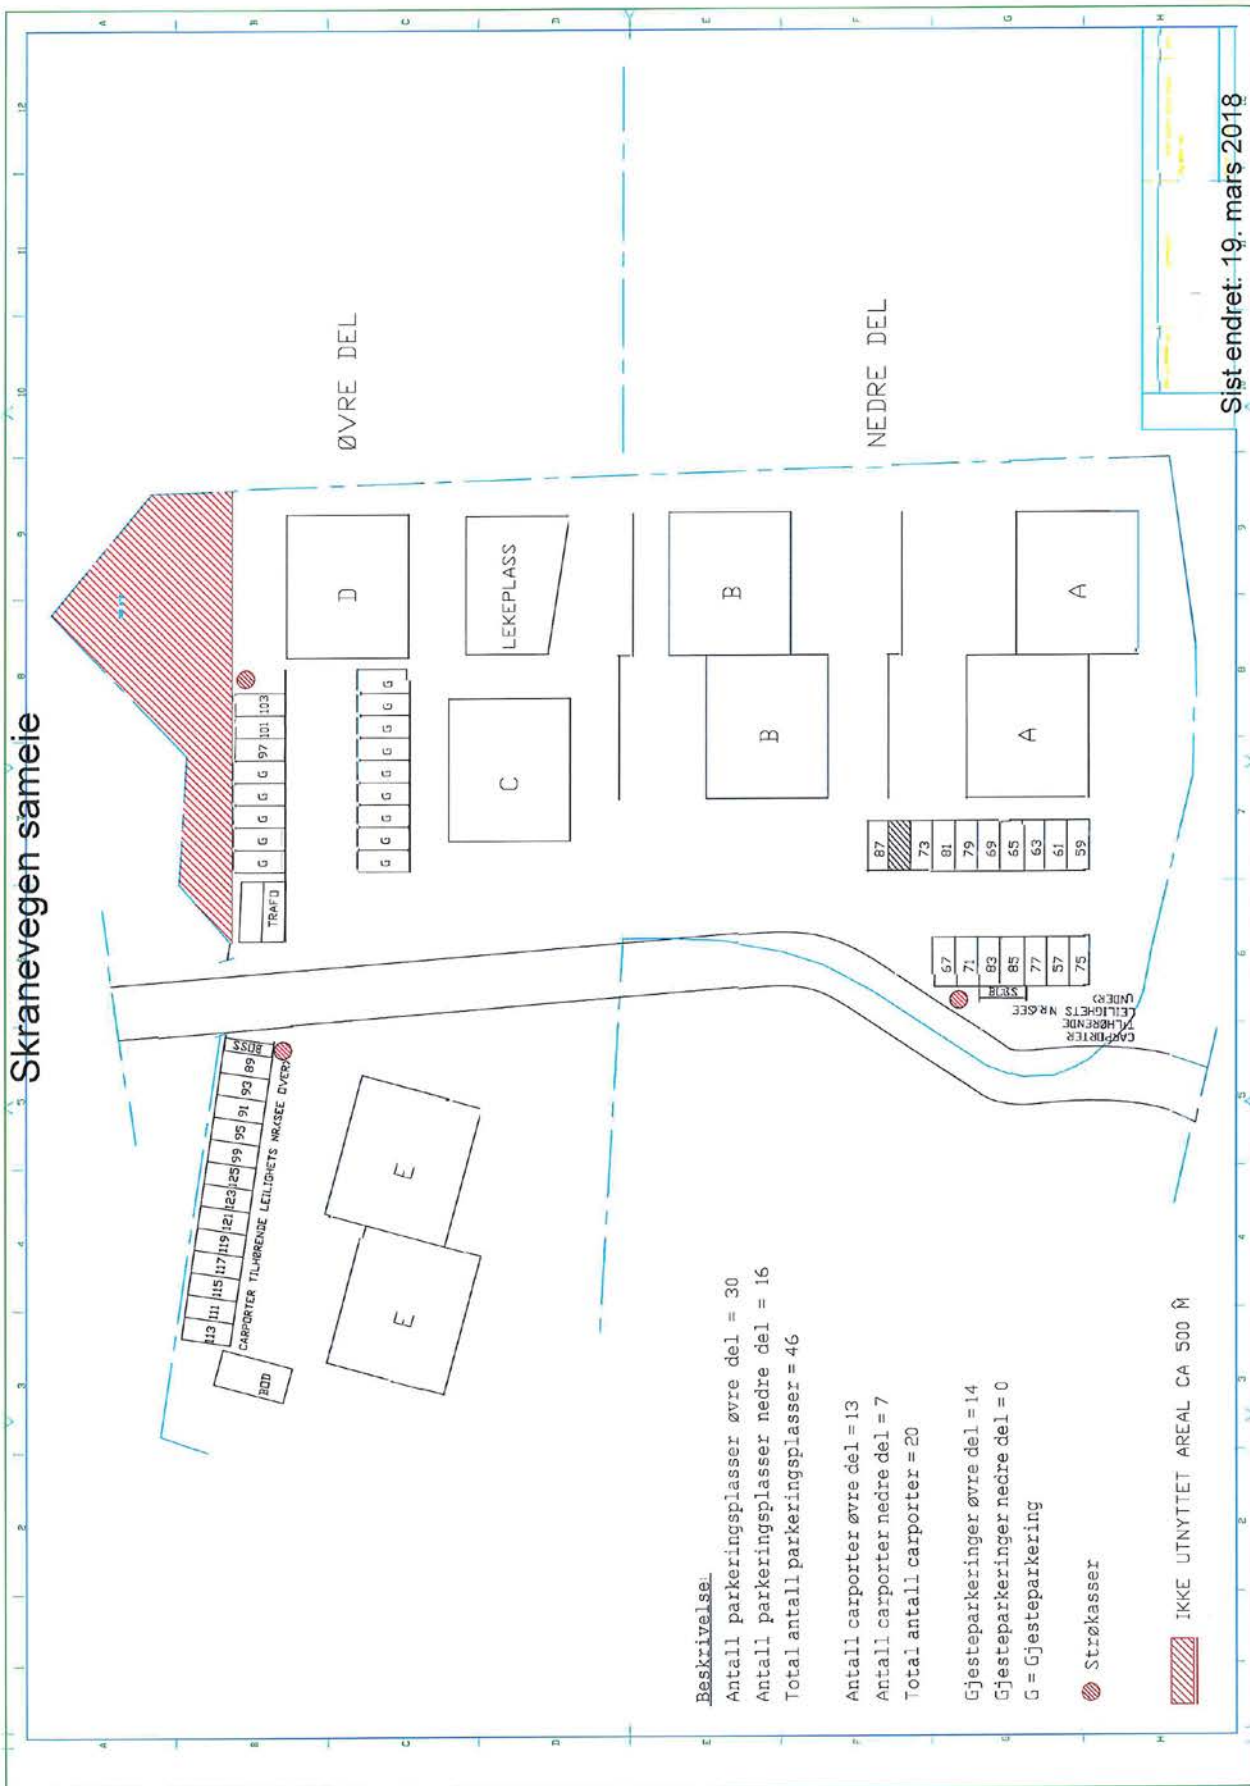 Skranevegen sameie
ØVRE DEL
NEDRE DEL
TRAFO
G G G G G 97 101 103
G G G G G G G G G
D
LEKEPLASS
C
B
B
A
A
BOSS
113 111 115 117 119 121 123 125 99 95 91 93 89
CARPORTER TILHØRENDE LEILIGHETS NR.(SEE OVER)
BOD
E
E
87
73
81
79
69
65
63
61
59
67
71
83
85
77
57
75
CARPORTER
TILHØRENDE
LEILIGHETS NR.(SEE
UNDER)
Beskrivelse:
Antall parkeringsplasser øvre del = 30
Antall parkeringsplasser nedre del = 16
Total antall parkeringsplasser = 46
Antall carporter øvre del = 13
Antall carporter nedre del = 7
Total antall carporter = 20
Gjesteparkeringer øvre del = 14
Gjesteparkeringer nedre del = 0
G = Gjesteparkering
Strøkasser
IKKE UTNYTTET AREAL CA 500 M
Sist endret: 19. mars 2018